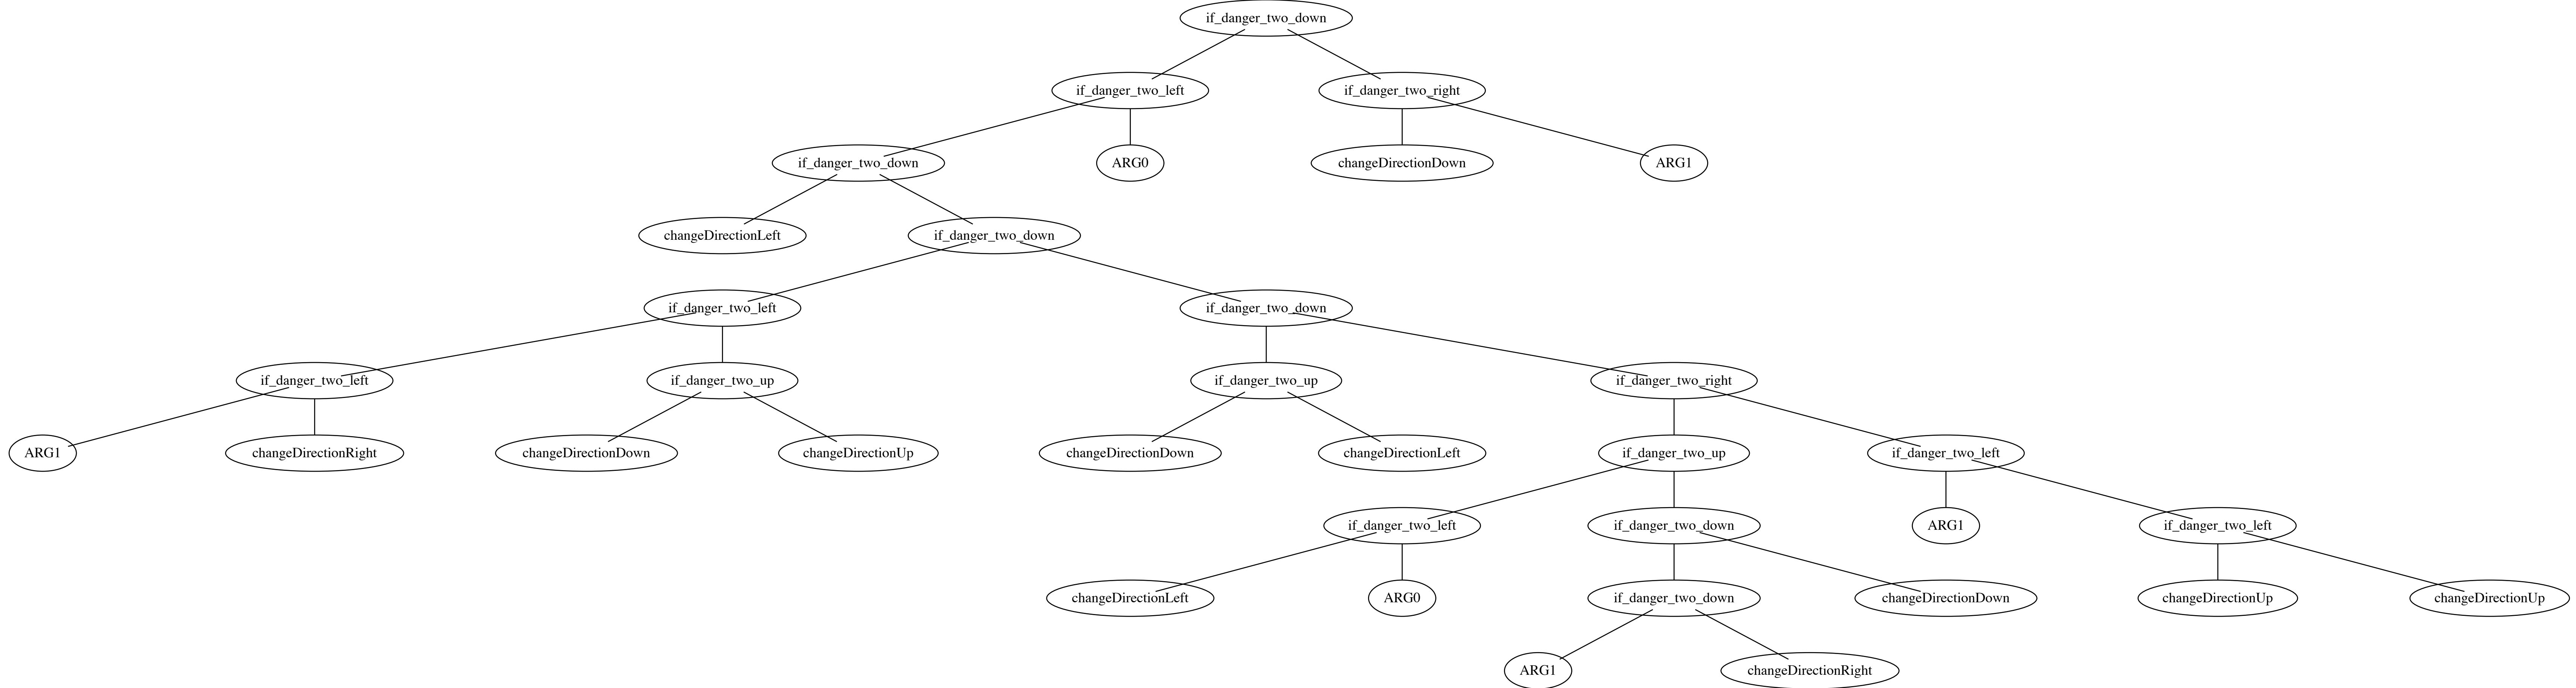 if_danger_two_down
if_danger_two_left
if_danger_two_right
if_danger_two_down
ARG0
changeDirectionDown
ARG1
changeDirectionLeft
if_danger_two_down
if_danger_two_left
if_danger_two_down
if_danger_two_left
if_danger_two_up
if_danger_two_up
if_danger_two_right
ARG1
changeDirectionRight
changeDirectionDown
changeDirectionUp
changeDirectionDown
changeDirectionLeft
if_danger_two_up
if_danger_two_left
if_danger_two_left
if_danger_two_down
ARG1
if_danger_two_left
changeDirectionLeft
ARG0
if_danger_two_down
changeDirectionDown
changeDirectionUp
changeDirectionUp
ARG1
changeDirectionRight